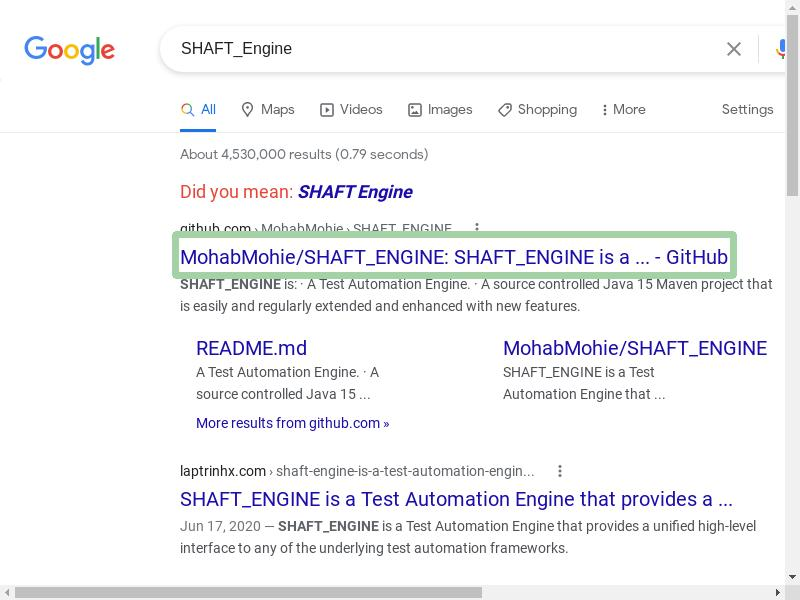 Google
SHAFT_Engine
All Maps Videos Images Shopping More Settings
About 4,530,000 results (0.79 seconds)
Did you mean: SHAFT Engine
github.com › MohabMohie › SHAFT_ENGINE
MohabMohie/SHAFT_ENGINE: SHAFT_ENGINE is a ... - GitHub
SHAFT_ENGINE is: · A Test Automation Engine. · A source controlled Java 15 Maven project that
is easily and regularly extended and enhanced with new features.
README.md
A Test Automation Engine. · A
source controlled Java 15 ...
MohabMohie/SHAFT_ENGINE
SHAFT_ENGINE is a Test
Automation Engine that ...
More results from github.com »
laptrinhx.com › shaft-engine-is-a-test-automation-engin...
SHAFT_ENGINE is a Test Automation Engine that provides a ...
Jun 17, 2020 — SHAFT_ENGINE is a Test Automation Engine that provides a unified high-level
interface to any of the underlying test automation frameworks.